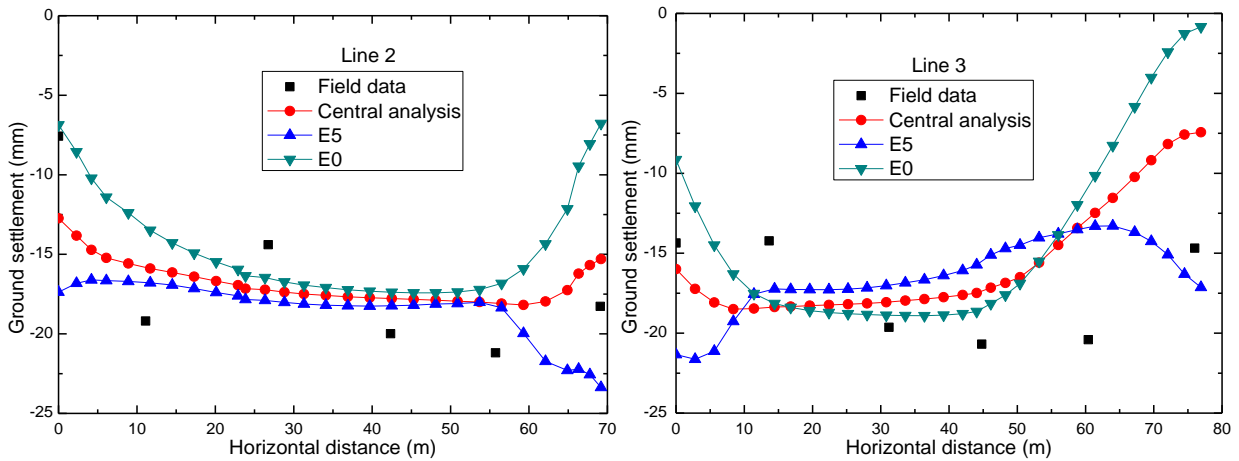 Line 2
Field data
Central analysis
E5
E0
0
-5
-10
-15
-20
-25
Ground settlement (mm)
0 10 20 30 40 50 60 70
Horizontal distance (m)
Line 3
Field data
Central analysis
E5
E0
0
-5
-10
-15
-20
-25
Ground settlement (mm)
0 10 20 30 40 50 60 70 80
Horizontal distance (m)